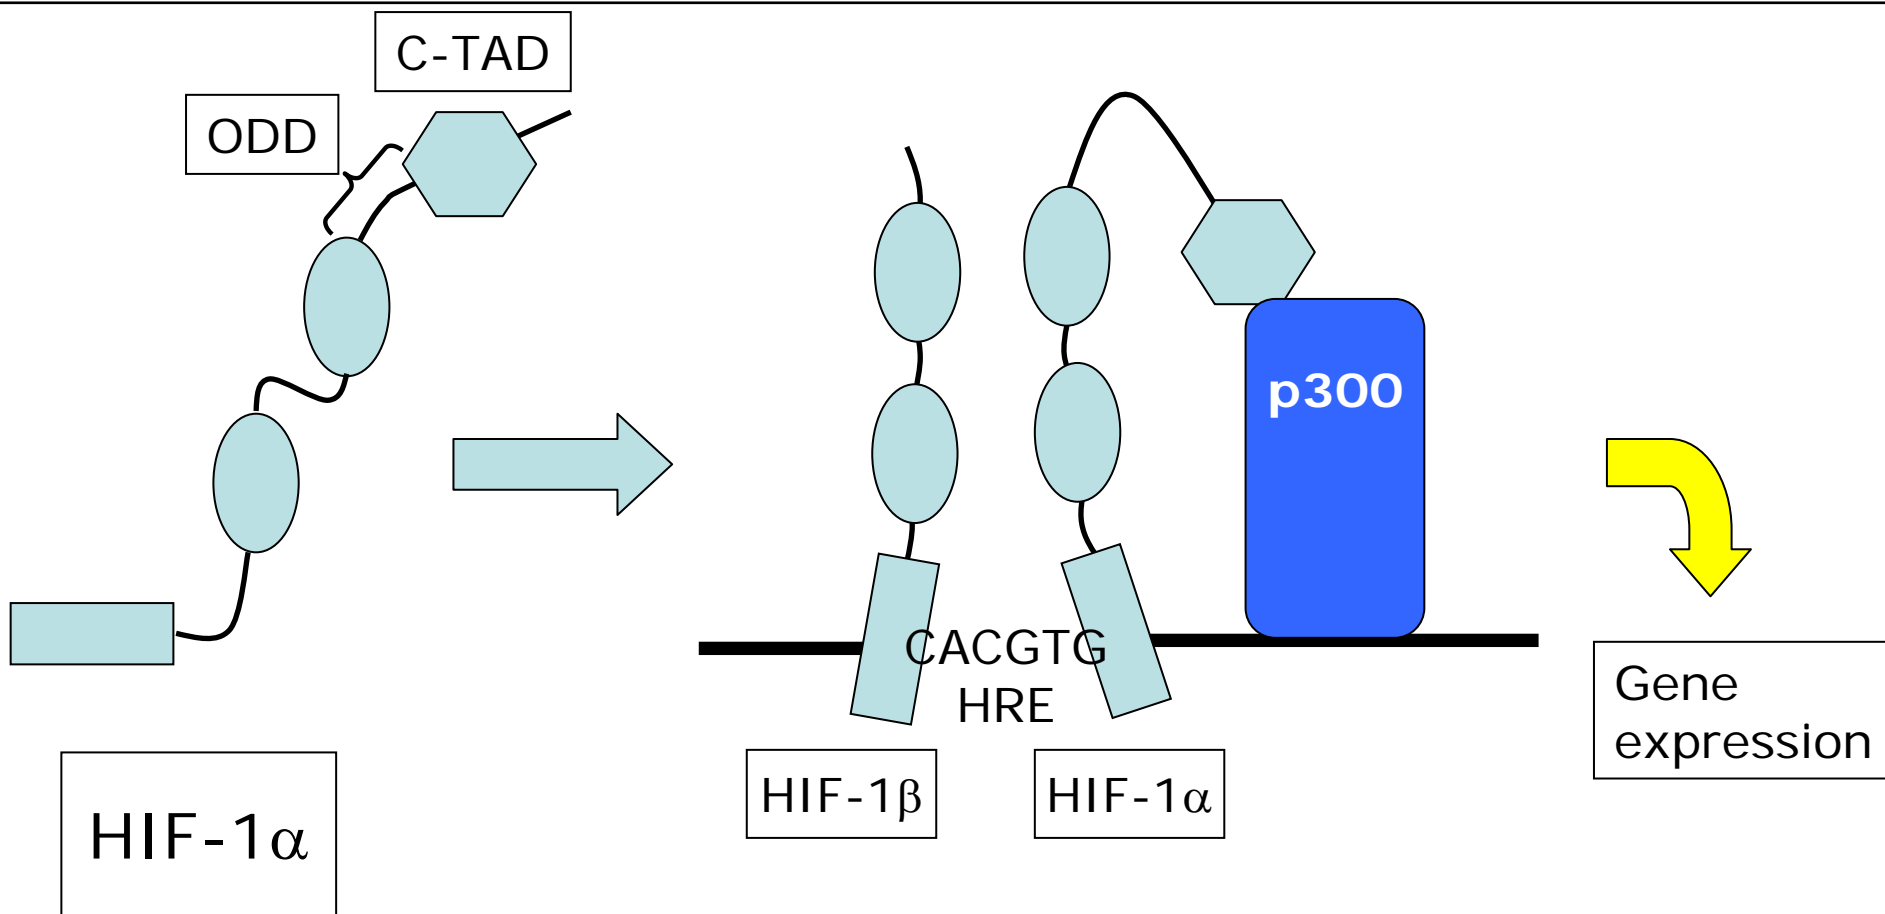 C-TAD
ODD
p300
CACGTG
HRE
Gene
expression
HIF-1β
HIF-1α
HIF-1α